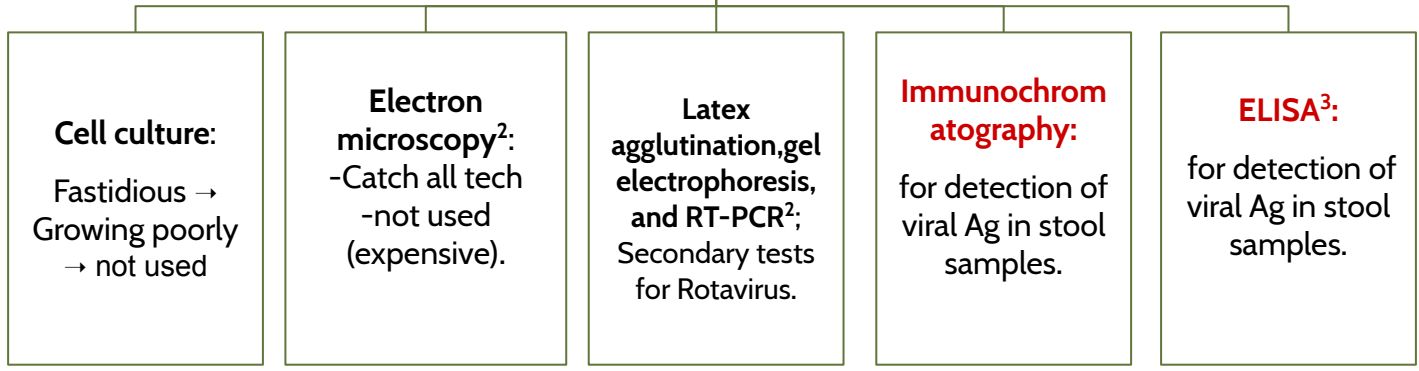 Cell culture:
Fastidious →
Growing poorly
→ not used
Electron
microscopy²:
-Catch all tech
-not used
(expensive).
Latex
agglutination,gel
electrophoresis,
and RT-PCR²;
Secondary tests
for Rotavirus.
Immunochrom
atography:
for detection of
viral Ag in stool
samples.
ELISA³:
for detection of
viral Ag in stool
samples.